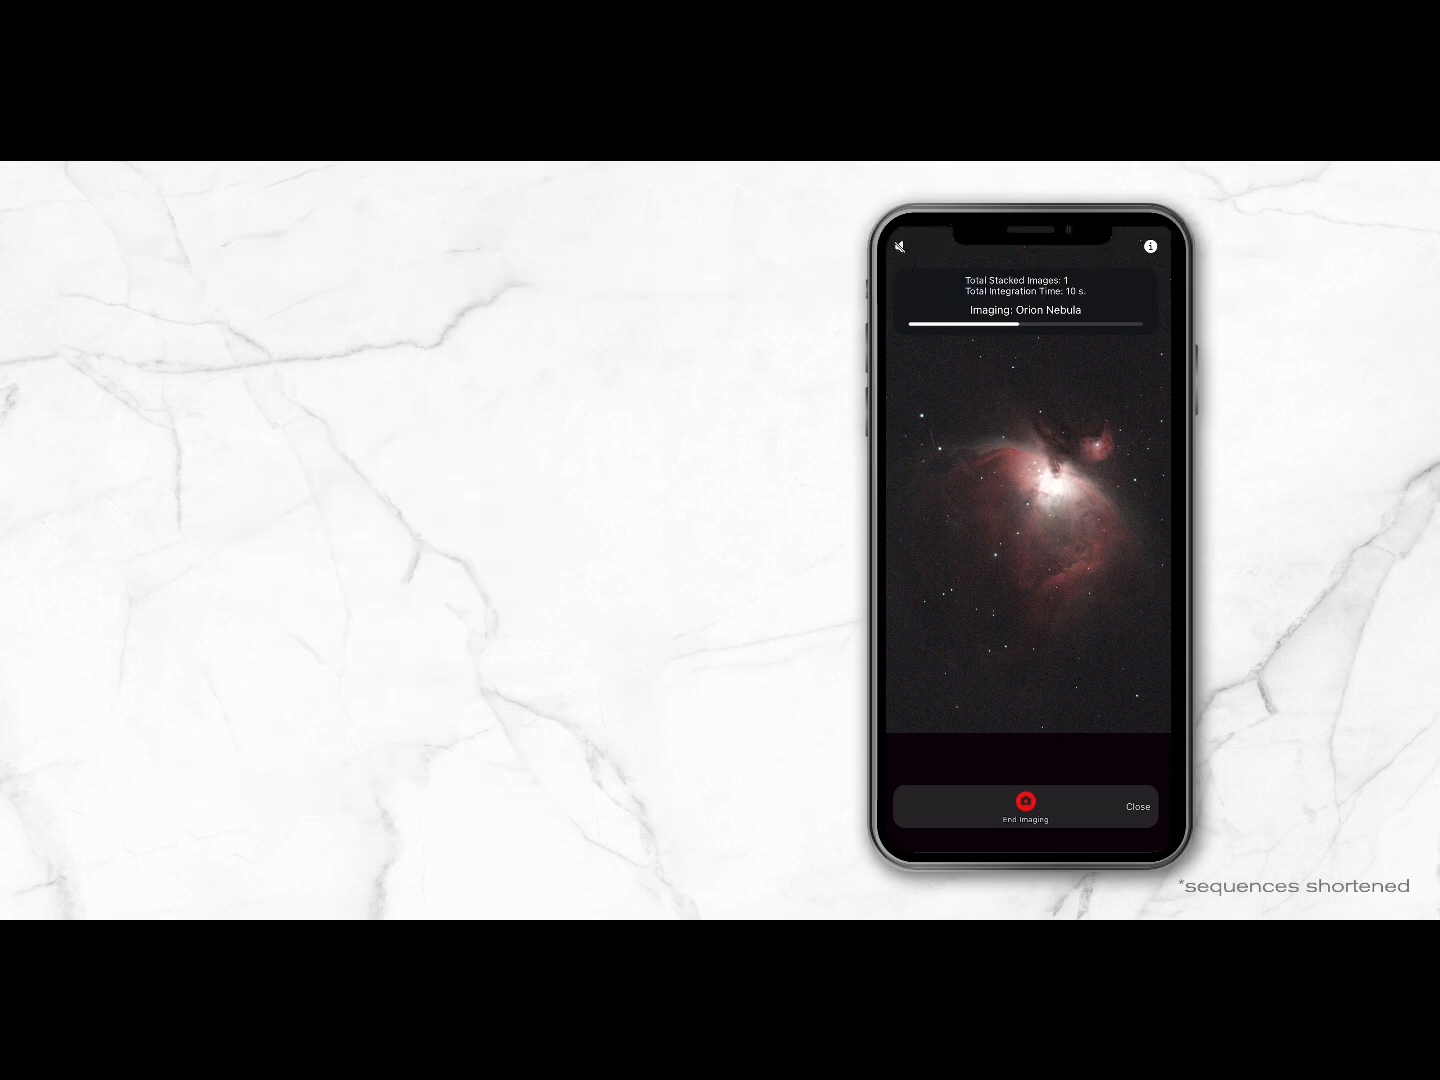 Total Stacked Images: 1
Total Integration Time: 10 s.
Imaging: Orion Nebula
End Imaging
Close
*sequences shortened